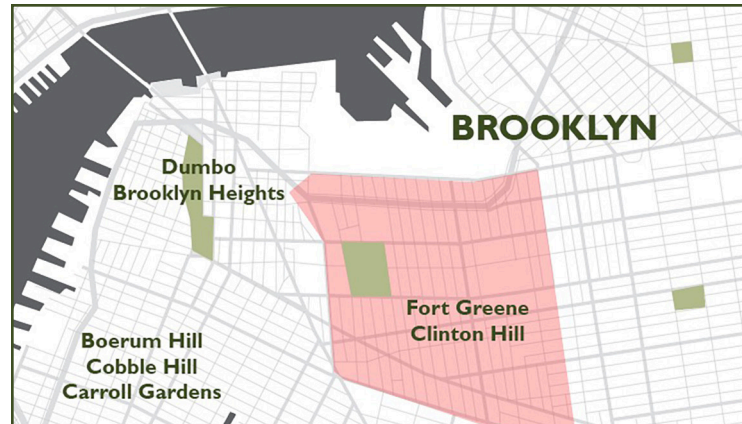 BROOKLYN
Dumbo
Brooklyn Heights
Fort Greene
Clinton Hill
Boerum Hill
Cobble Hill
Carroll Gardens